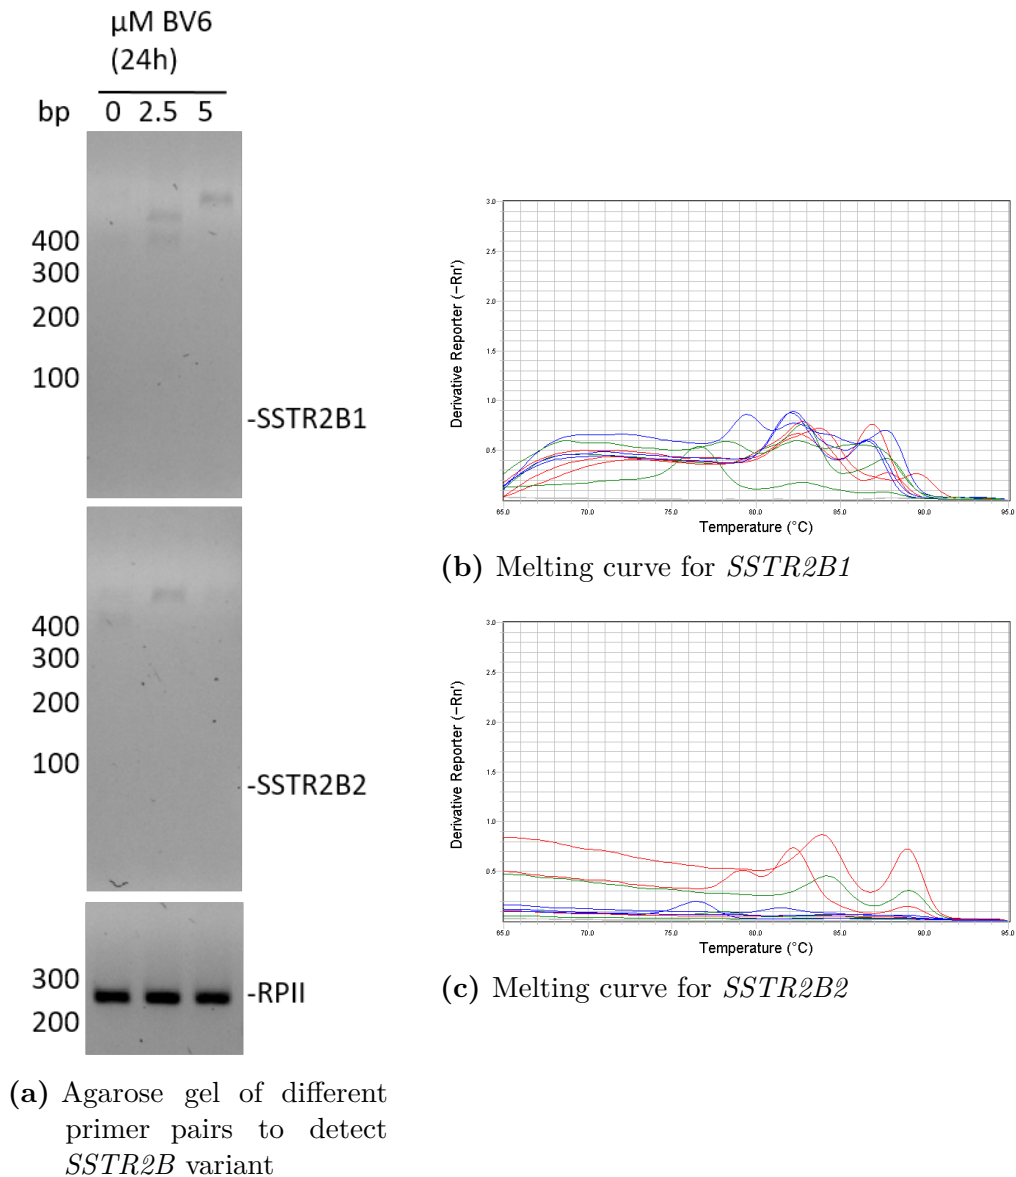 µM BV6
(24h)
bp 0 2.5 5
400
300
200
100
-SSTR2B1
400
300
200
100
-SSTR2B2
300
200
-RPII
(a) Agarose gel of different
primer pairs to detect
SSTR2B variant
Derivative Reporter (−Rn')
3.0
2.5
2.0
1.5
1.0
0.5
65.0 70.0 75.0 80.0 85.0 90.0 95.0
Temperature (°C)
(b) Melting curve for SSTR2B1
Derivative Reporter (−Rn')
3.0
2.5
2.0
1.5
1.0
0.5
65.0 70.0 75.0 80.0 85.0 90.0 95.0
Temperature (°C)
(c) Melting curve for SSTR2B2